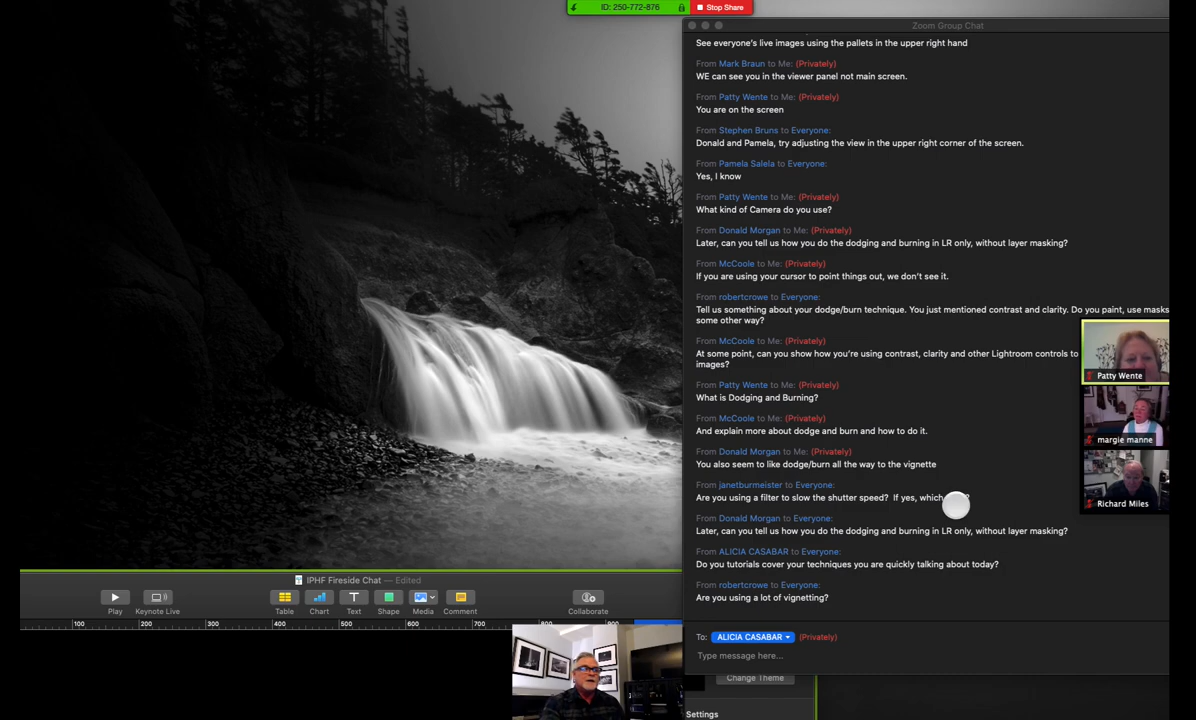 ID: 250-772-876
Stop Share
Zoom Group Chat
See everyone's live images using the pallets in the upper right hand
From Mark Braun to Me: (Privately)
WE can see you in the viewer panel not main screen.
From Patty Wente to Me: (Privately)
You are on the screen
From Stephen Bruns to Everyone:
Donald and Pamela, try adjusting the view in the upper right corner of the screen.
From Pamela Salela to Everyone:
Yes, I know
From Patty Wente to Me: (Privately)
What kind of Camera do you use?
From Donald Morgan to Me: (Privately)
Later, can you tell us how you do the dodging and burning in LR only, without layer masking?
From McCoole to Me: (Privately)
If you are using your cursor to point things out, we don't see it.
From robertcrowe to Everyone:
Tell us something about your dodge/burn technique. You just mentioned contrast and clarity. Do you paint, use masks
some other way?
From McCoole to Me: (Privately)
At some point, can you show how you're using contrast, clarity and other Lightroom controls to
images?
From Patty Wente to Me: (Privately)
What is Dodging and Burning?
From McCoole to Me: (Privately)
And explain more about dodge and burn and how to do it.
From Donald Morgan to Me: (Privately)
You also seem to like dodge/burn all the way to the vignette
From janetburmeister to Everyone:
Are you using a filter to slow the shutter speed? If yes, which ?
From Donald Morgan to Everyone:
Later, can you tell us how you do the dodging and burning in LR only, without layer masking?
From ALICIA CASABAR to Everyone:
Do you tutorials cover your techniques you are quickly talking about today?
From robertcrowe to Everyone:
Are you using a lot of vignetting?
To: ALICIA CASABAR (Privately)
Type message here...
Patty Wente
margie manne
Richard Miles
IPHF Fireside Chat — Edited
Play
Keynote Live
Table
Chart
Text
Shape
Media
Comment
Collaborate
100 200 300 400 500 600 700 800 900
Change Theme
Settings